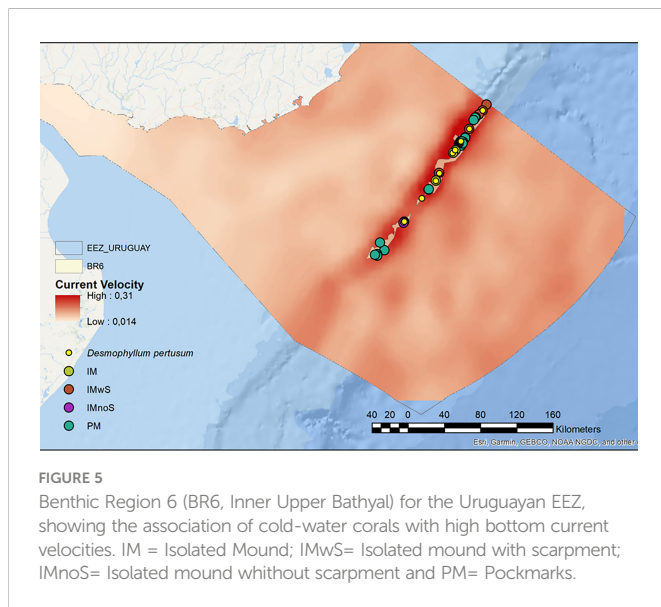 EEZ_URUGUAY
BR6
Current Velocity
High : 0,31
Low : 0,014
Desmophyllum pertusum
IM
IMwS
IMnoS
PM
40 20 0 40 80 120 160
Kilometers
Esri, Garmin, GEBCO, NOAA NGDC, and other
FIGURE 5
Benthic Region 6 (BR6, Inner Upper Bathyal) for the Uruguayan EEZ,
showing the association of cold-water corals with high bottom current
velocities. IM = Isolated Mound; IMwS= Isolated mound with scarpment;
IMnoS= Isolated mound whithout scarpment and PM= Pockmarks.